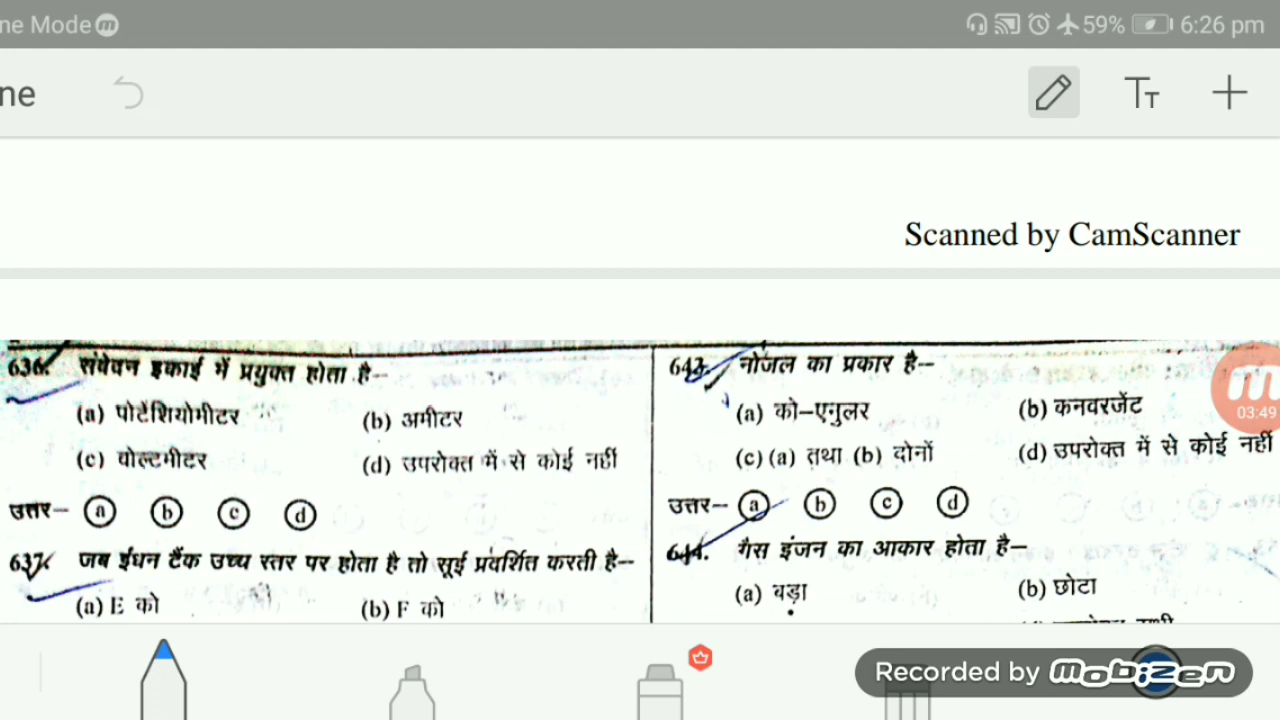 ne Mode
59% 6:26 pm
ne
Tт
Scanned by CamScanner
636. संवेदन इकाई में प्रयुक्त होता है–
(a) पोटेंशियोमीटर (b) अमीटर
(c) वोल्टमीटर (d) उपरोक्त में से कोई नहीं
उत्तर– a b c d
637. जब ईंधन टैंक उच्च स्तर पर होता है तो सूई प्रदर्शित करती है–
(a) E को (b) F को
643. नोजल का प्रकार है–
(a) को–एनुलर (b) कनवरजेंट
(c) (a) तथा (b) दोनों (d) उपरोक्त में से कोई नहीं
उत्तर– a b c d
644. गैस इंजन का आकार होता है–
(a) बड़ा (b) छोटा
03:49
Recorded by mobizen